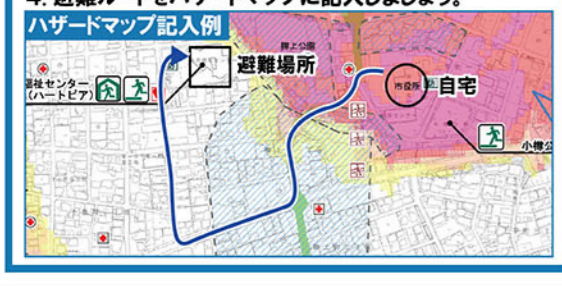 4. 避難ルートをハザードマップに記入しましょう。
ハザードマップ記入例
避難場所
市役所
自宅
福祉センター
(ハートピア)